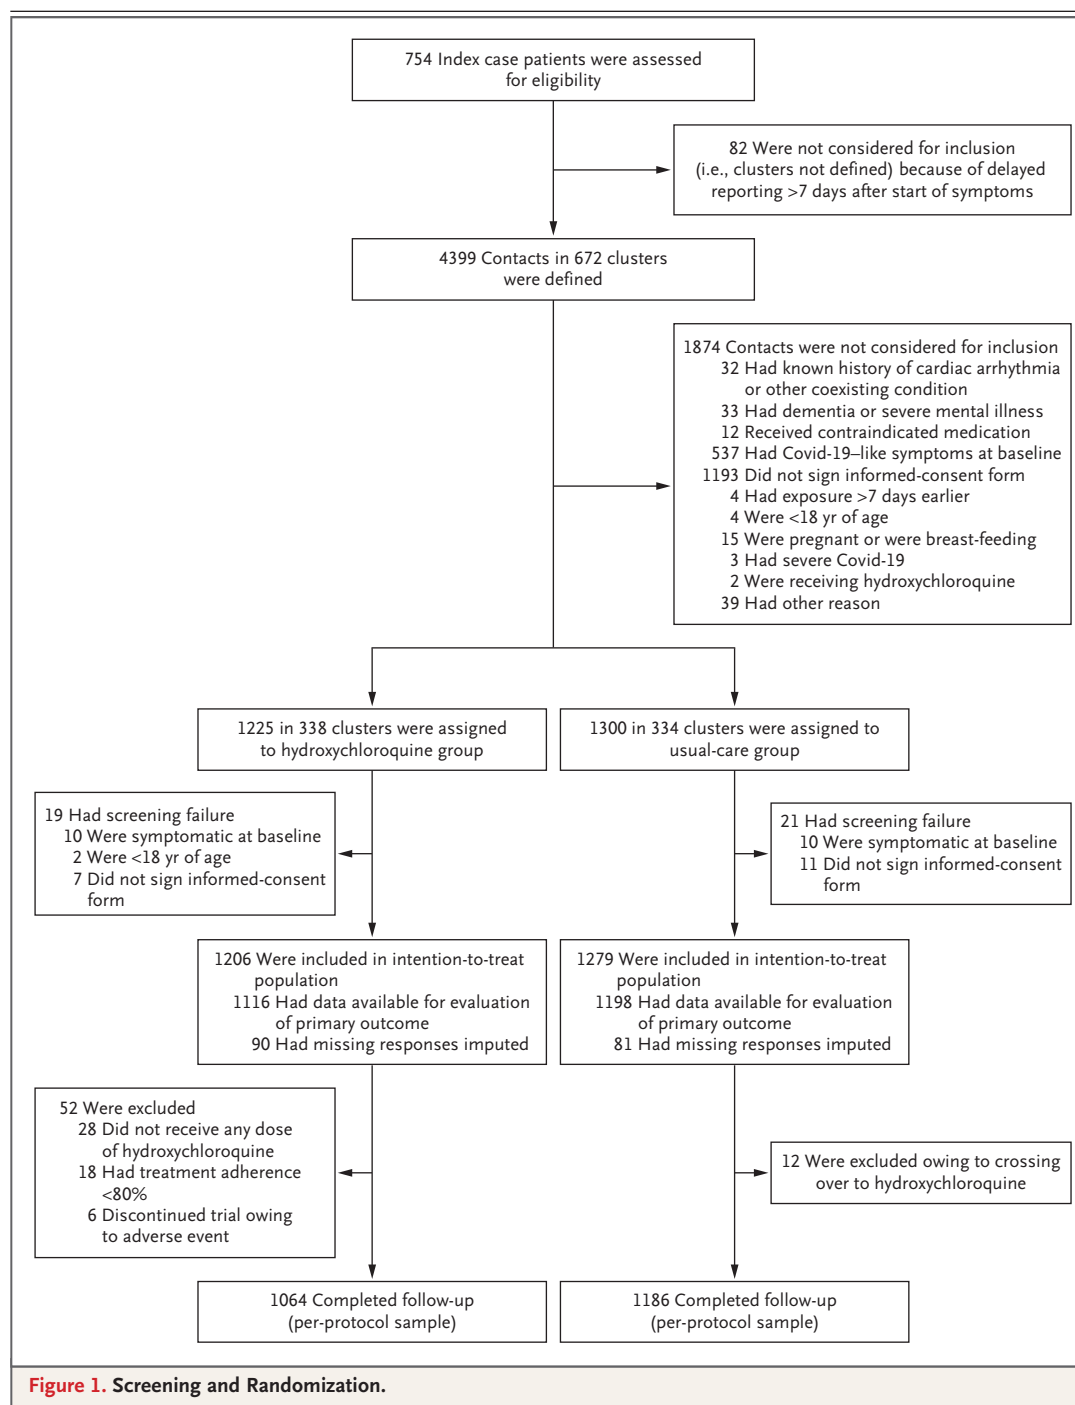 754 Index case patients were assessed
for eligibility
82 Were not considered for inclusion
(i.e., clusters not defined) because of delayed
reporting >7 days after start of symptoms
4399 Contacts in 672 clusters
were defined
1874 Contacts were not considered for inclusion
32 Had known history of cardiac arrhythmia
or other coexisting condition
33 Had dementia or severe mental illness
12 Received contraindicated medication
537 Had Covid-19–like symptoms at baseline
1193 Did not sign informed-consent form
4 Had exposure >7 days earlier
4 Were <18 yr of age
15 Were pregnant or were breast-feeding
3 Had severe Covid-19
2 Were receiving hydroxychloroquine
39 Had other reason
1225 in 338 clusters were assigned
to hydroxychloroquine group
1300 in 334 clusters were assigned to
usual-care group
19 Had screening failure
10 Were symptomatic at baseline
2 Were <18 yr of age
7 Did not sign informed-consent
form
21 Had screening failure
10 Were symptomatic at baseline
11 Did not sign informed-consent
form
1206 Were included in intention-to-treat
population
1116 Had data available for evaluation
of primary outcome
90 Had missing responses imputed
1279 Were included in intention-to-treat
population
1198 Had data available for evaluation
of primary outcome
81 Had missing responses imputed
52 Were excluded
28 Did not receive any dose
of hydroxychloroquine
18 Had treatment adherence
<80%
6 Discontinued trial owing
to adverse event
12 Were excluded owing to crossing
over to hydroxychloroquine
1064 Completed follow-up
(per-protocol sample)
1186 Completed follow-up
(per-protocol sample)
Figure 1. Screening and Randomization.